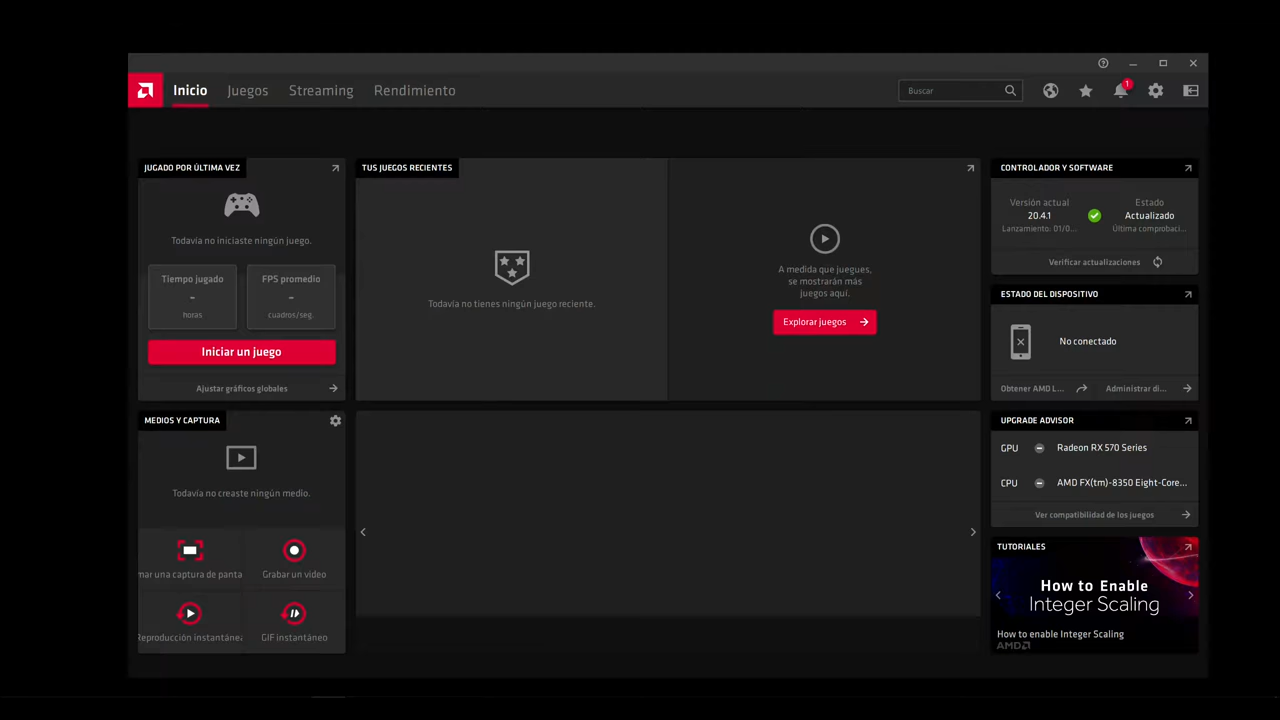 1
Inicio
Juegos
Streaming
Rendimiento
Buscar
JUGADO POR ÚLTIMA VEZ
Todavía no iniciaste ningún juego.
Tiempo jugado
-
horas
FPS promedio
-
cuadros/seg.
Iniciar un juego
Ajustar gráficos globales
TUS JUEGOS RECIENTES
Todavía no tienes ningún juego reciente.
A medida que juegues,
se mostrarán más
juegos aquí.
Explorar juegos
CONTROLADOR Y SOFTWARE
Versión actual
20.4.1
Lanzamiento: 01/0...
Estado
Actualizado
Última comprobaci...
Verificar actualizaciones
ESTADO DEL DISPOSITIVO
No conectado
Obtener AMD L...
Administrar di...
MEDIOS Y CAPTURA
Todavía no creaste ningún medio.
mar una captura de panta
Grabar un video
Reproducción instantánea
GIF instantáneo
UPGRADE ADVISOR
GPU
Radeon RX 570 Series
CPU
AMD FX(tm)-8350 Eight-Core...
Ver compatibilidad de los juegos
TUTORIALES
How to Enable
Integer Scaling
How to enable Integer Scaling
AMD